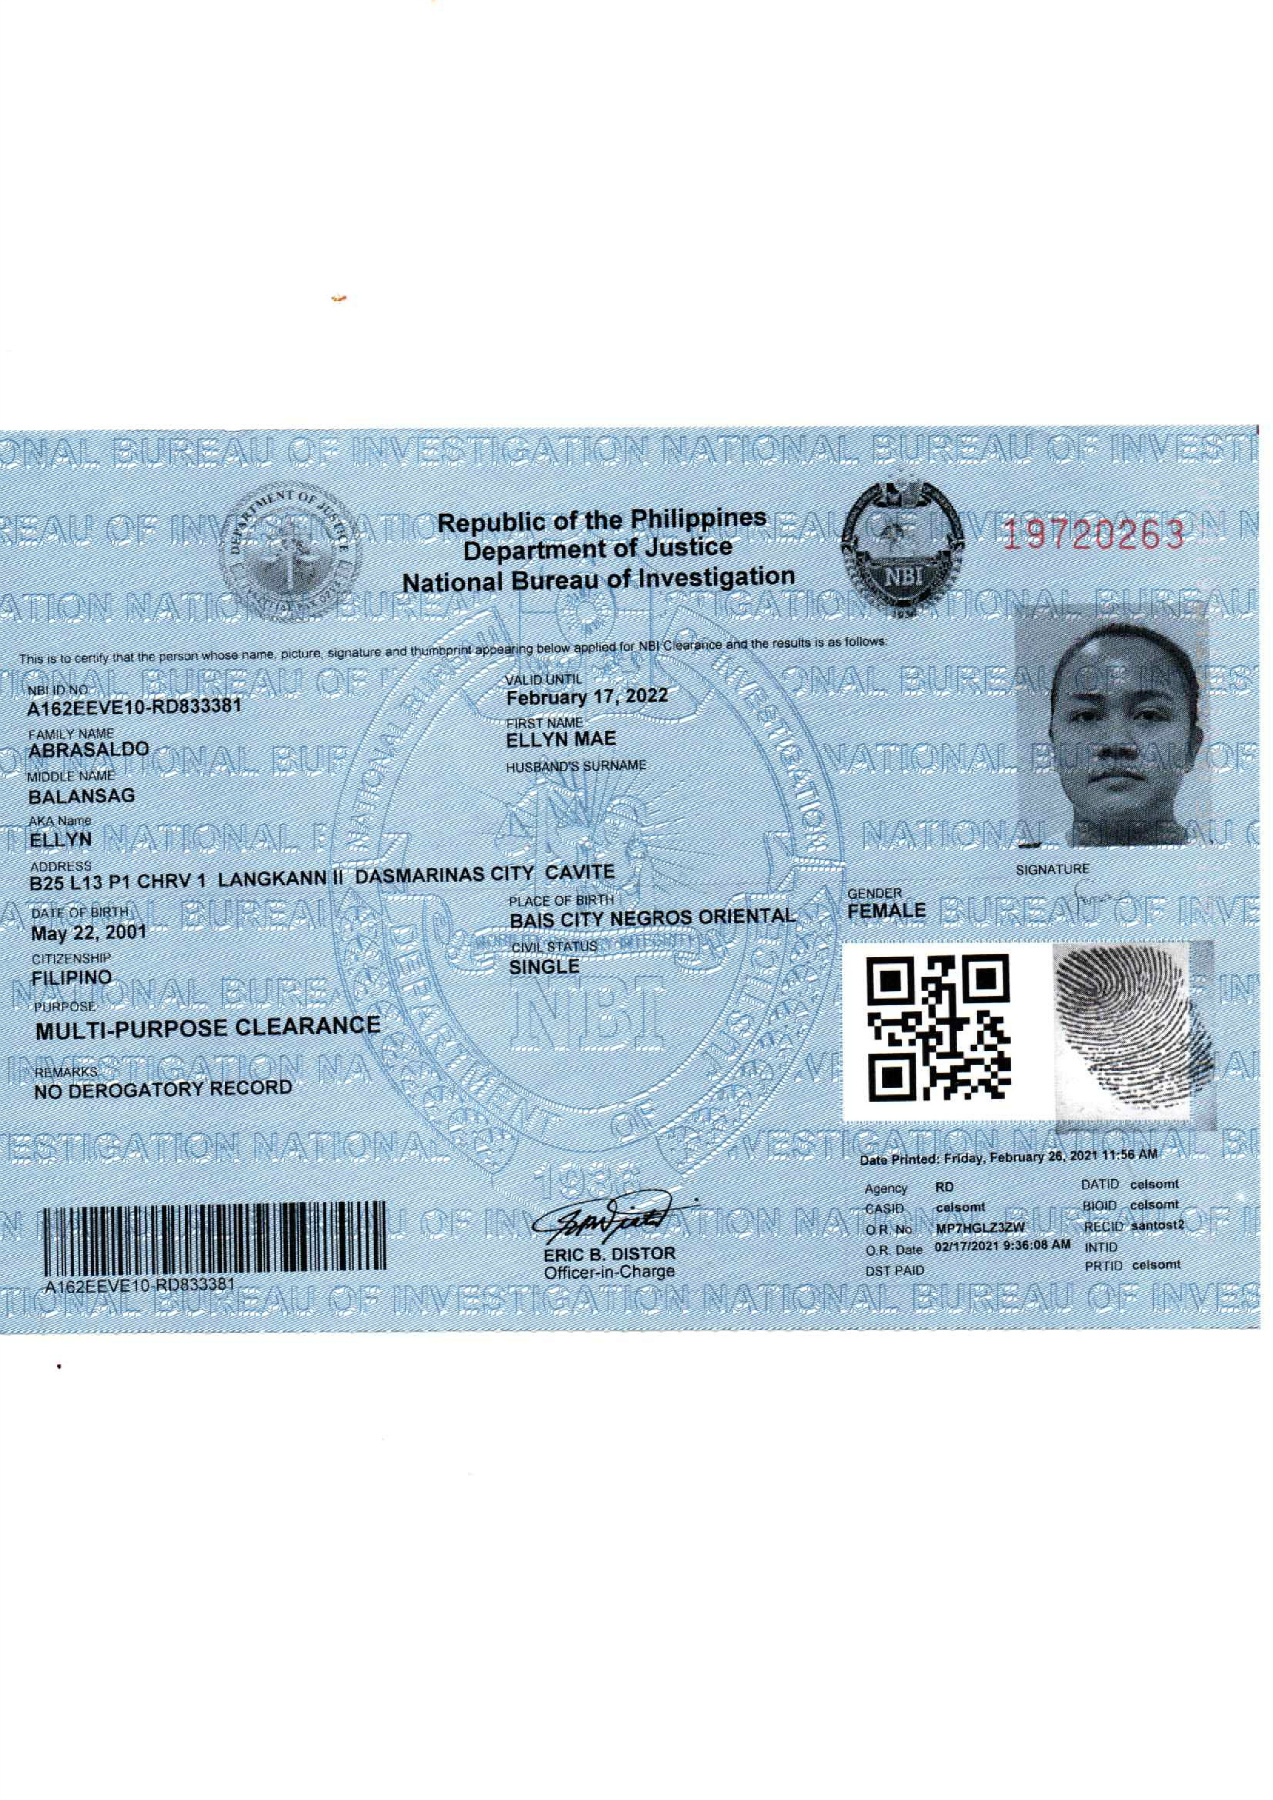 Republic of the Philippines
Department of Justice
National Bureau of Investigation
NBI
19720263
This is to certify that the person whose name, picture, signature and thumbprint appearing below applied for NBI Clearance and the results is as follows:
NBI ID NO
A162EEVE10-RD833381
VALID UNTIL
February 17, 2022
FAMILY NAME
ABRASALDO
FIRST NAME
ELLYN MAE
MIDDLE NAME
BALANSAG
HUSBAND'S SURNAME
AKA Name
ELLYN
ADDRESS
B25 L13 P1 CHRV 1 LANGKANN II DASMARINAS CITY CAVITE
SIGNATURE
DATE OF BIRTH
May 22, 2001
PLACE OF BIRTH
BAIS CITY NEGROS ORIENTAL
GENDER
FEMALE
CITIZENSHIP
FILIPINO
CIVIL STATUS
SINGLE
PURPOSE
MULTI-PURPOSE CLEARANCE
REMARKS
NO DEROGATORY RECORD
Date Printed: Friday, February 26, 2021 11:56 AM
Agency RD DATID celsomt
CASID celsomt BIOID celsomt
O.R. No MP7HGLZ3ZW RECID santost2
O.R. Date 02/17/2021 9:36:08 AM INTID
DST PAID PRTID celsomt
A162EEVE10-RD833381
ERIC B. DISTOR
Officer-in-Charge